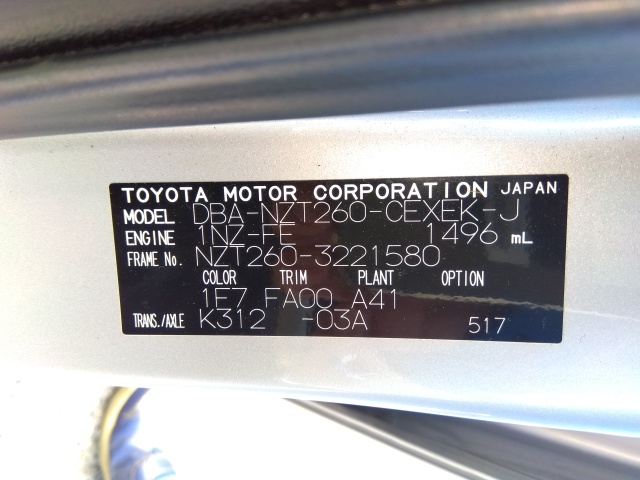 TOYOTA MOTOR CORPORATION JAPAN
MODEL DBA-NZT260-CEXEK-J
ENGINE 1NZ-FE 1496 mL
FRAME No. NZT260-3221580
COLOR TRIM PLANT OPTION
1E7 FA00 A41
TRANS./AXLE K312 -03A 517